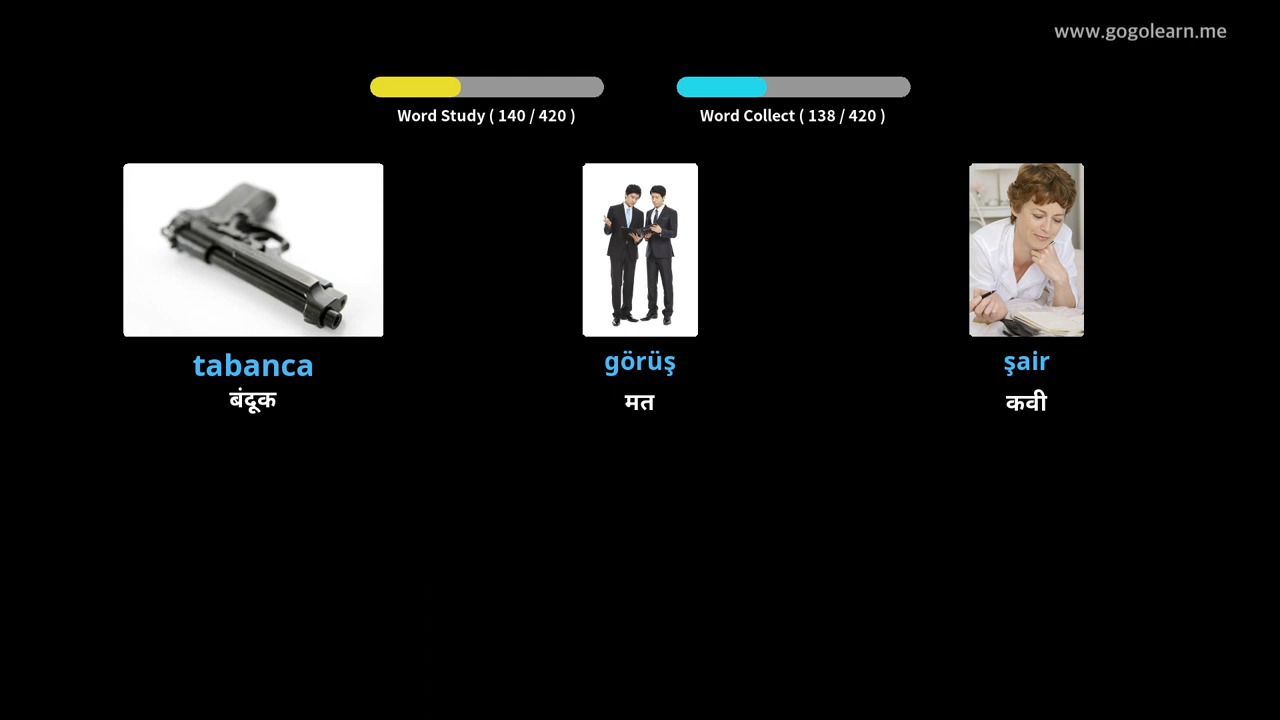 www.gogolearn.me
Word Study ( 140 / 420 )
Word Collect ( 138 / 420 )
tabanca
बंदूक
görüş
मत
şair
कवी